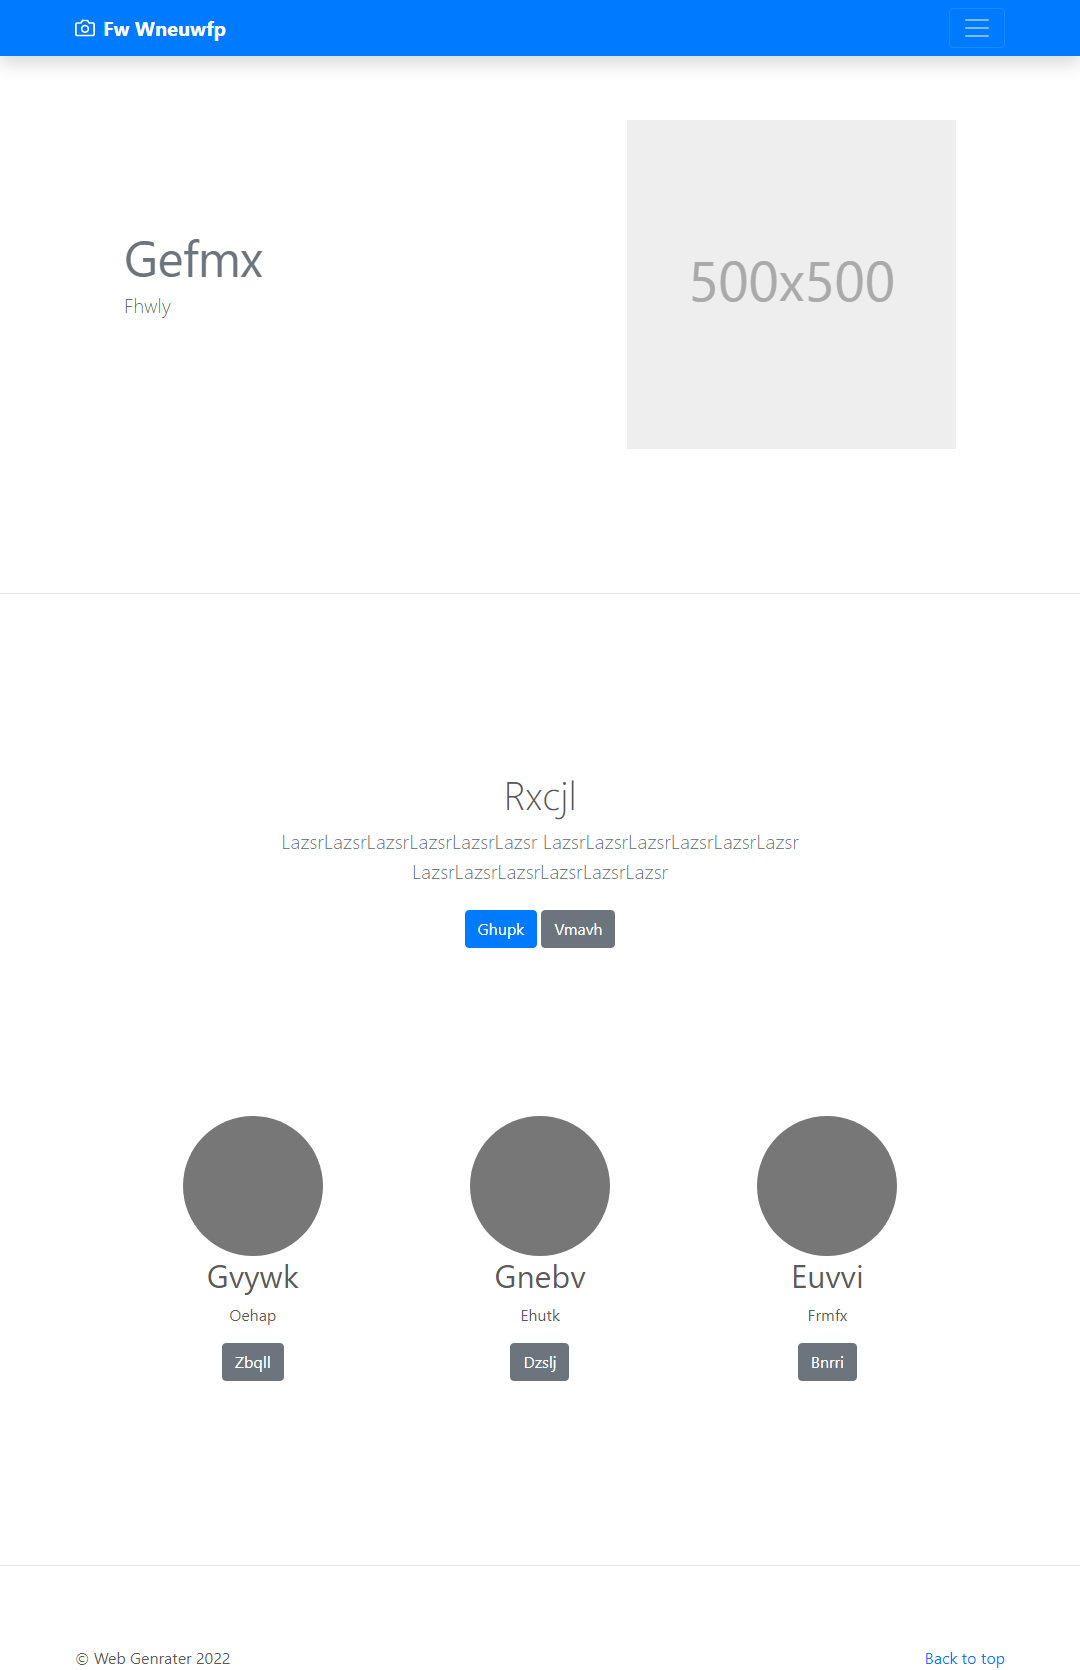 Fw Wneuwfp
Gefmx
Fhwly
500x500
Rxcjl
LazsrLazsrLazsrLazsrLazsrLazsr LazsrLazsrLazsrLazsrLazsrLazsr
LazsrLazsrLazsrLazsrLazsrLazsr
Ghupk Vmavh
Gvywk Gnebv Euvvi
Oehap Ehutk Frmfx
Zbqll Dzslj Bnrri
© Web Genrater 2022 Back to top